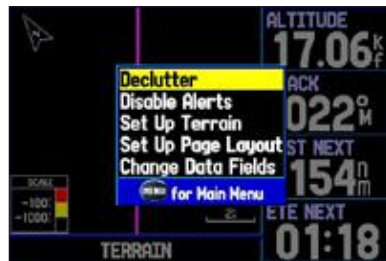 ALTITUDE
17.06 k f
Declutter
Disable Alerts
Set Up Terrain
Set Up Page Layout
Change Data Fields
MENU for Main Menu
ACK
022° M
ST NEXT
154 n m
ETE NEXT
01:18
SCALE
-100'
-1000'
TERRAIN